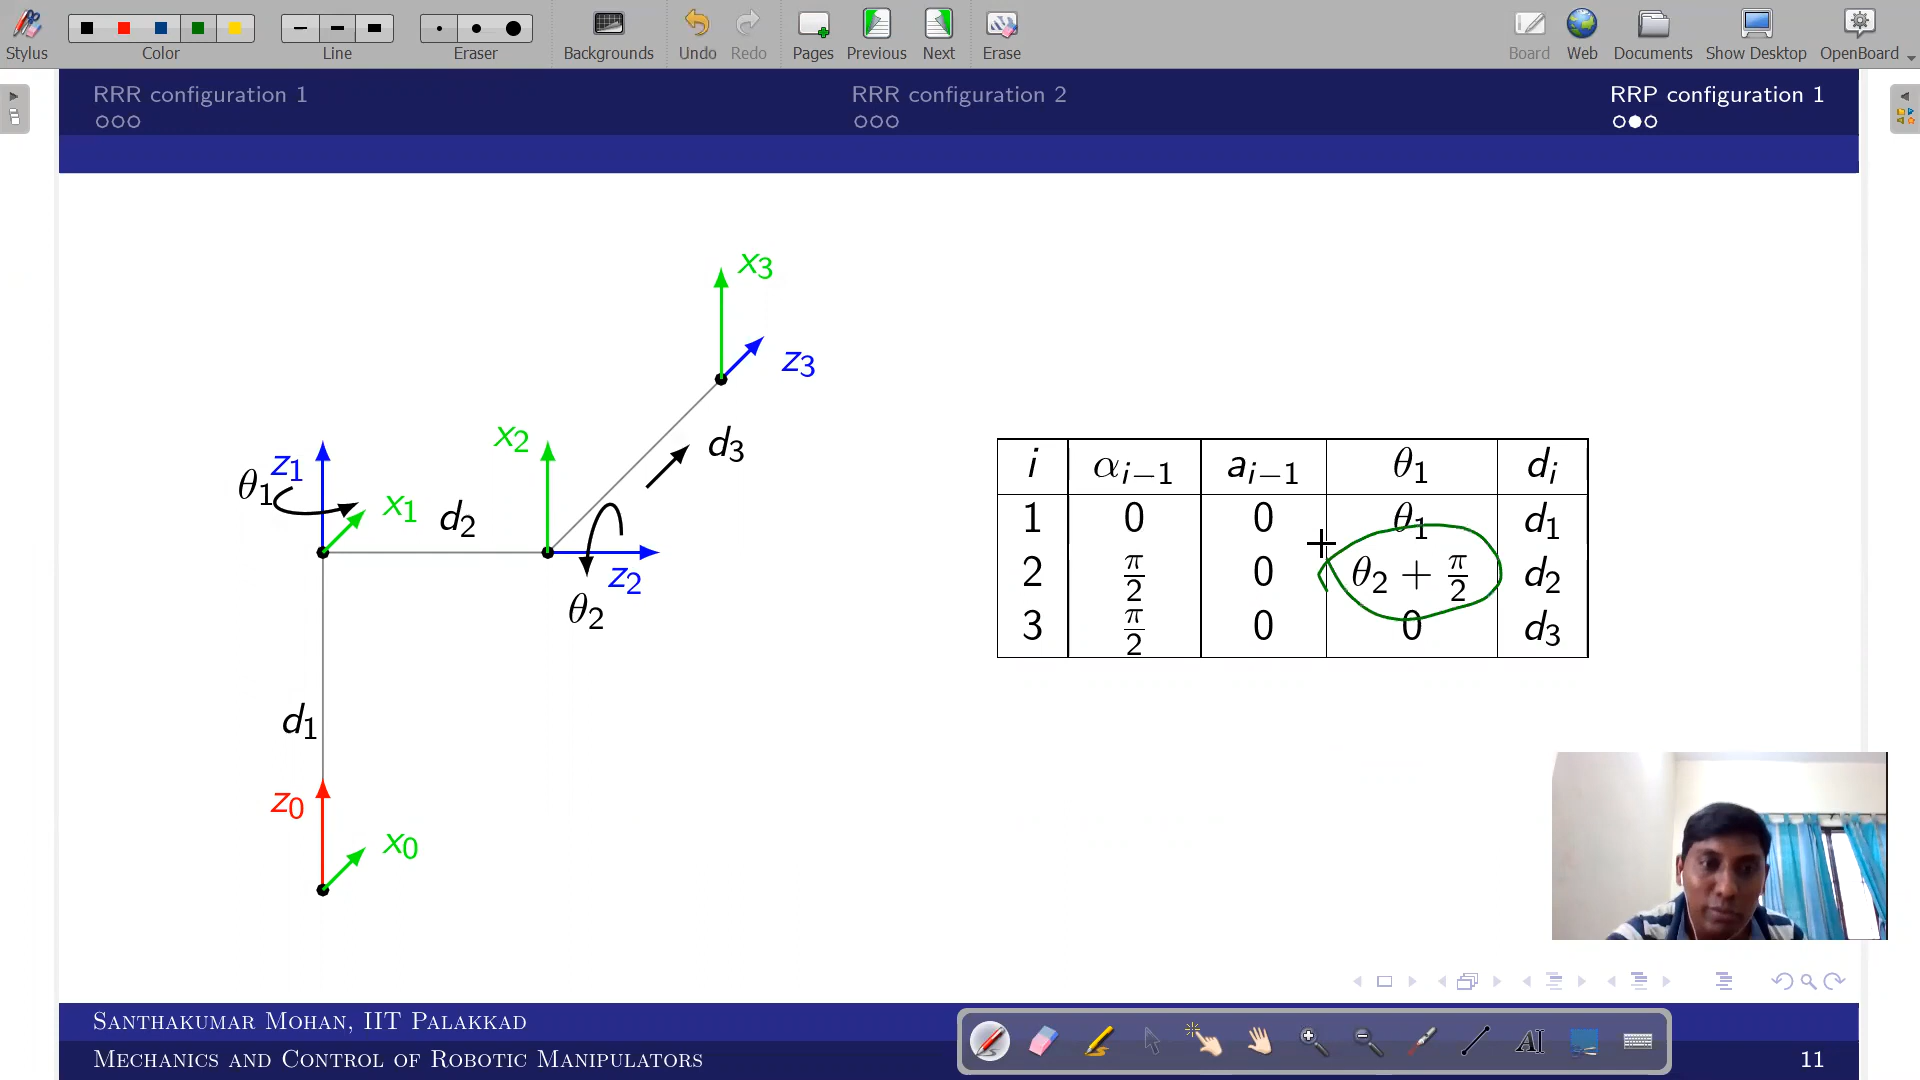 Stylus
Color
Line
Eraser
Backgrounds
Undo
Redo
Pages
Previous
Next
Erase
Board
Web
Documents
Show Desktop
OpenBoard
RRR configuration 1
RRR configuration 2
RRP configuration 1
x₃
z₃
x₂
d₃
z₁
θ₁
x₁
d₂
z₂
θ₂
d₁
z₀
x₀
i αᵢ₋₁ aᵢ₋₁ θ₁ dᵢ
1 0 0 θ₁ d₁
2 π/2 0 θ₂ + π/2 d₂
3 π/2 0 0 d₃
Santhakumar Mohan, IIT Palakkad
Mechanics and Control of Robotic Manipulators
11